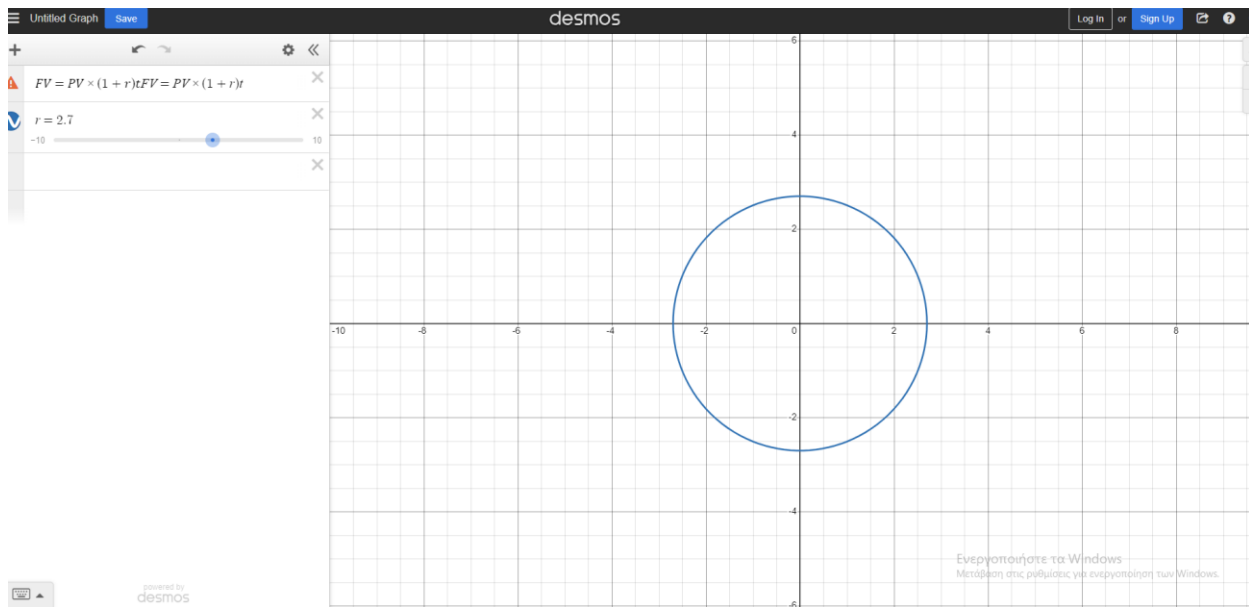 Untitled Graph Save desmos Log In or Sign Up
FV = PV × (1 + r)tFV = PV × (1 + r)t
r = 2.7
-10 10
6
4
2
-10 -8 -6 -4 -2 0 2 4 6 8
-2
-4
-6
Ενεργοποιήστε τα Windows
Μετάβαση στις ρυθμίσεις για ενεργοποίηση των Windows.
powered by
desmos